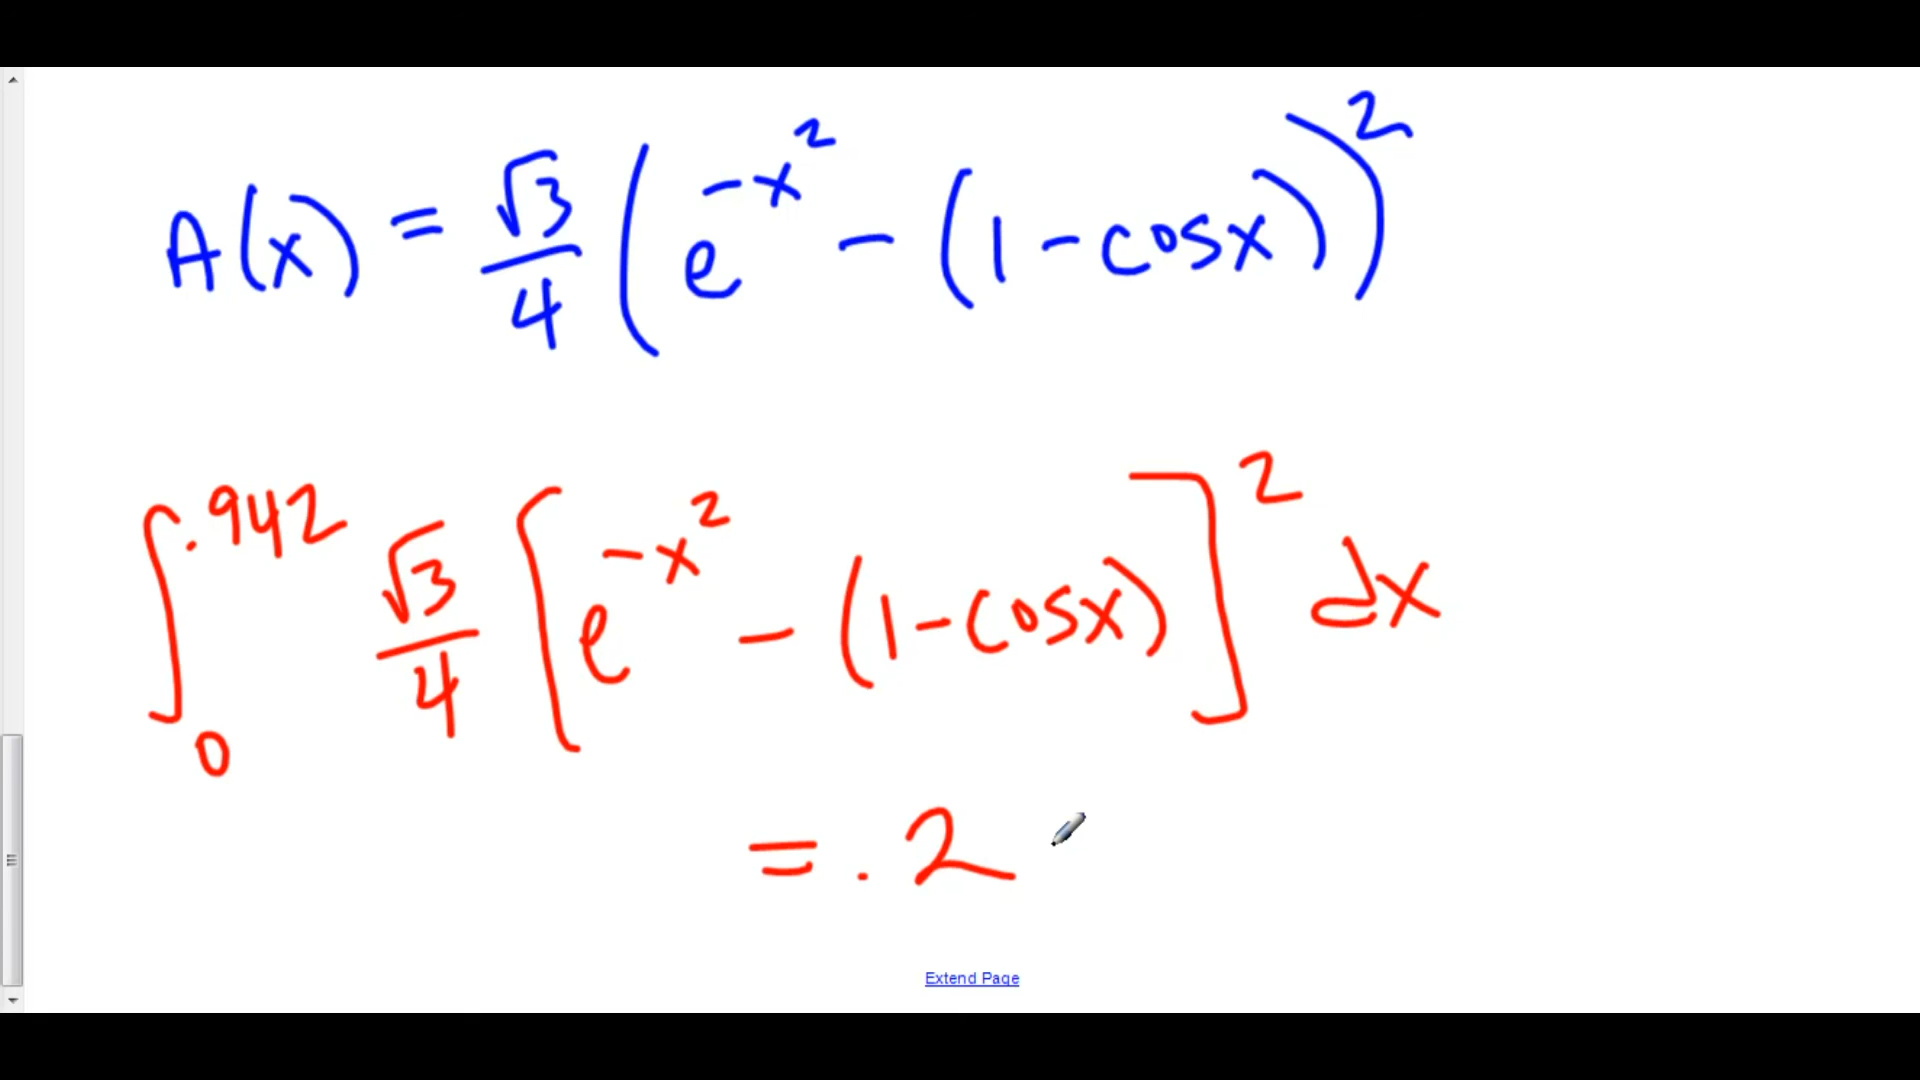 A(x) = √3/4 (e^-x^2 - (1-cosx))^2
∫_0^.942 √3/4 [e^-x^2 - (1-cosx)]^2 dx
= .2
Extend Page